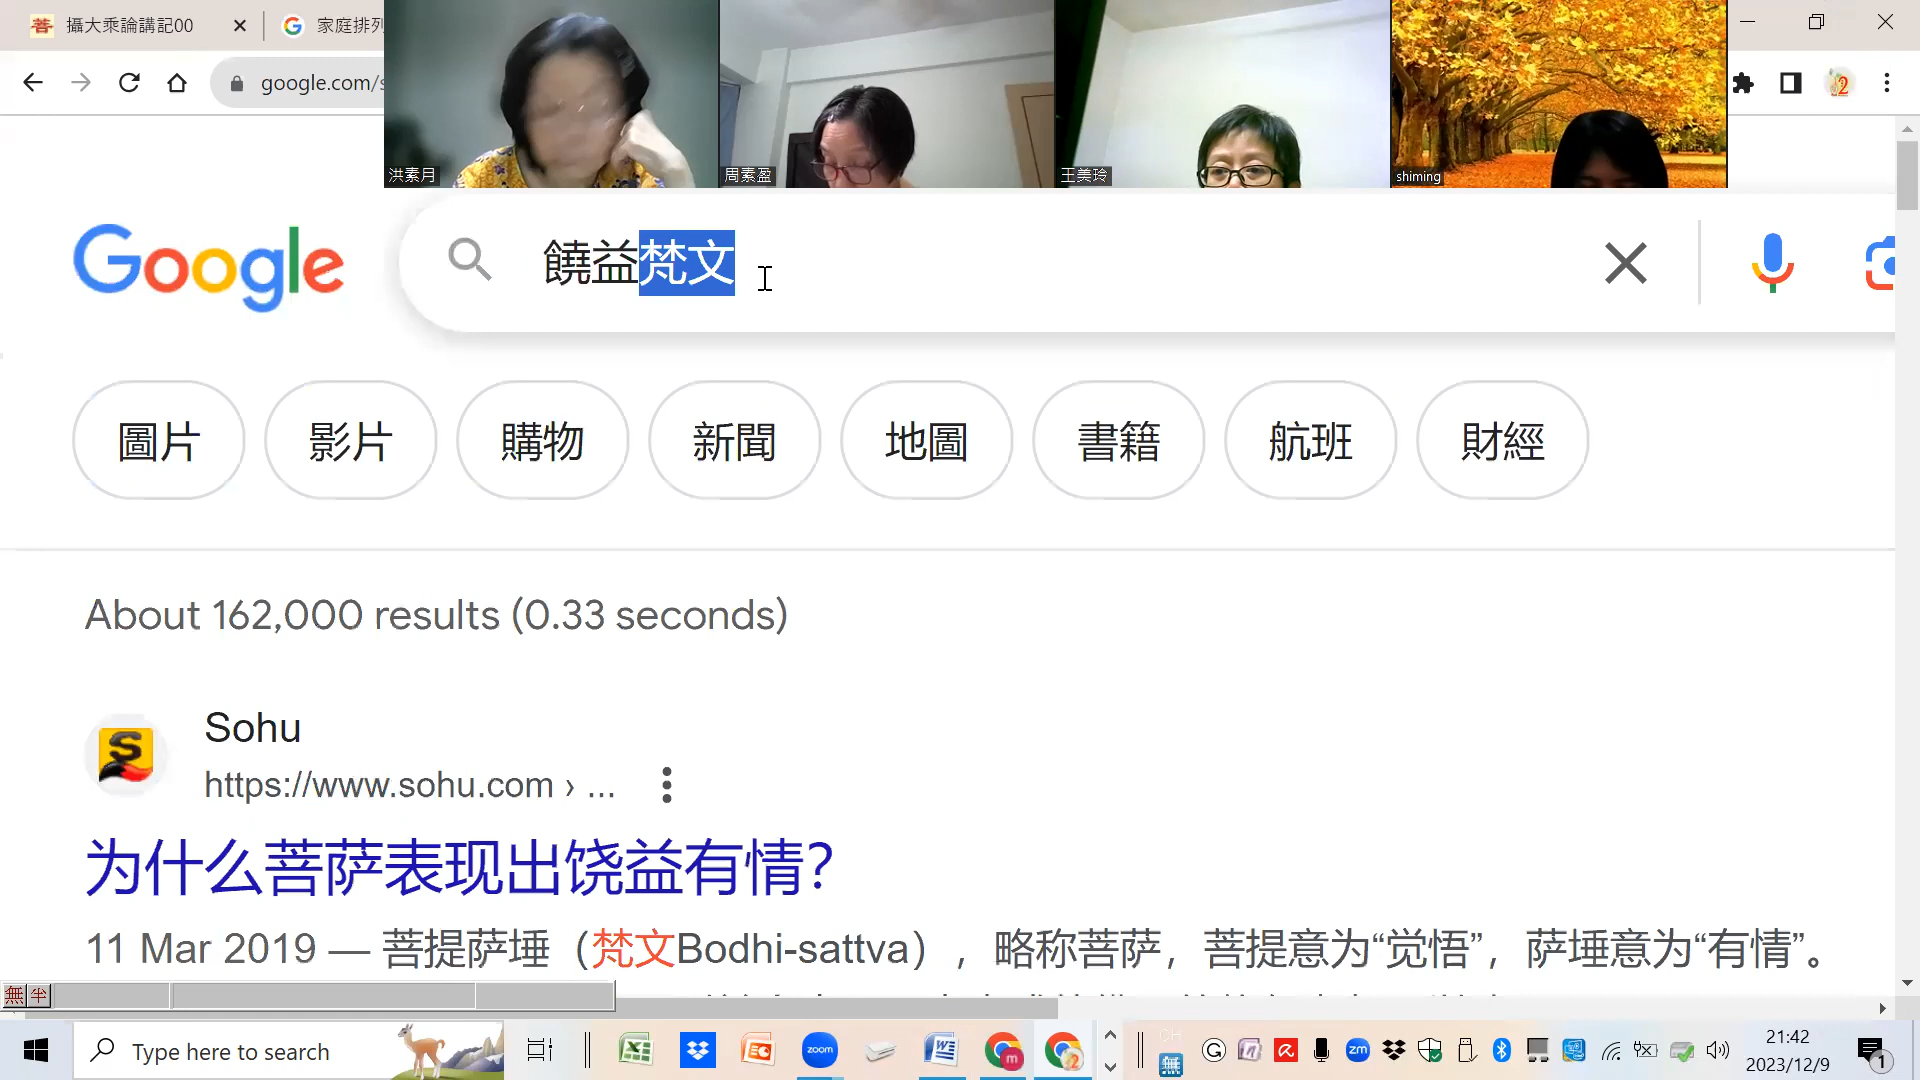 攝大乘論講記00
家庭排列
google.com/s
洪素月
周素盈
王美玲
shiming
Google
饒益梵文
圖片
影片
購物
新聞
地圖
書籍
航班
財經
About 162,000 results (0.33 seconds)
Sohu
https://www.sohu.com › ...
为什么菩萨表现出饶益有情？
11 Mar 2019 — 菩提萨埵（梵文Bodhi-sattva），略称菩萨，菩提意为“觉悟”，萨埵意为“有情”。
無 半
Type here to search
zoom
zm
CH
無
21:42
2023/12/9
1